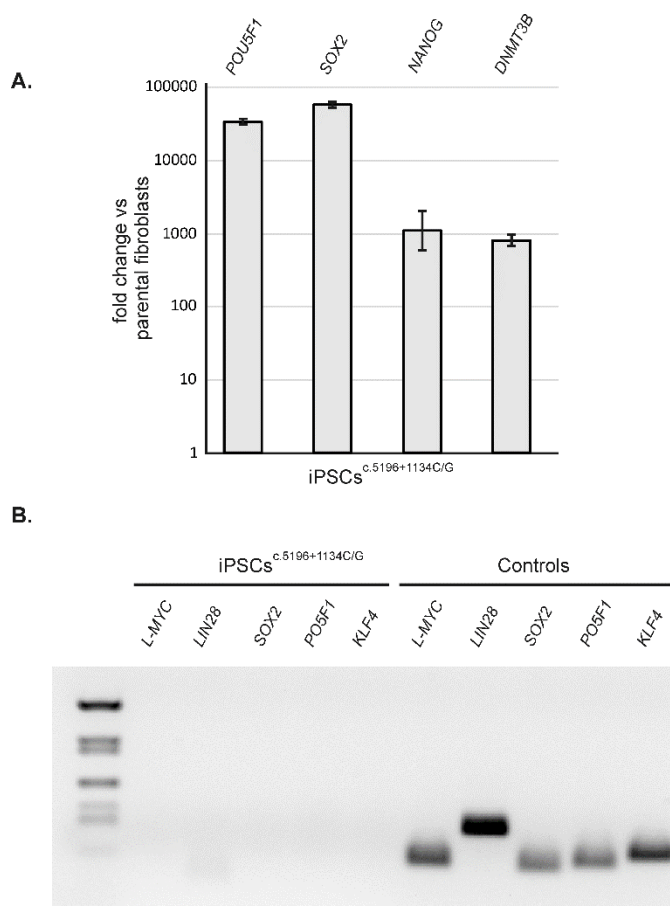 A.
POU5F1 SOX2 NANOG DNMT3B
100000
10000
1000
100
10
1
fold change vs
parental fibroblasts
iPSCs^c.5196+1134C/G
B.
iPSCs^c.5196+1134C/G Controls
L-MYC LIN28 SOX2 PO5F1 KLF4 L-MYC LIN28 SOX2 PO5F1 KLF4